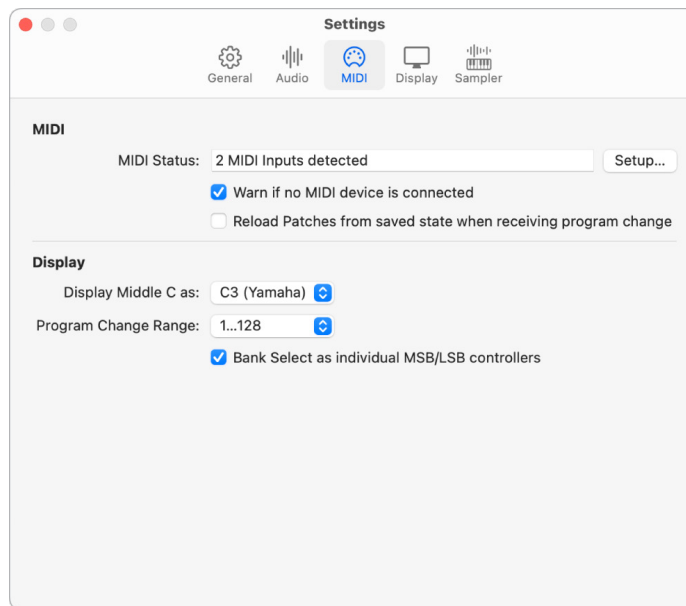 Settings
General Audio MIDI Display Sampler
MIDI
MIDI Status: 2 MIDI Inputs detected Setup...
Warn if no MIDI device is connected
Reload Patches from saved state when receiving program change
Display
Display Middle C as: C3 (Yamaha)
Program Change Range: 1...128
Bank Select as individual MSB/LSB controllers